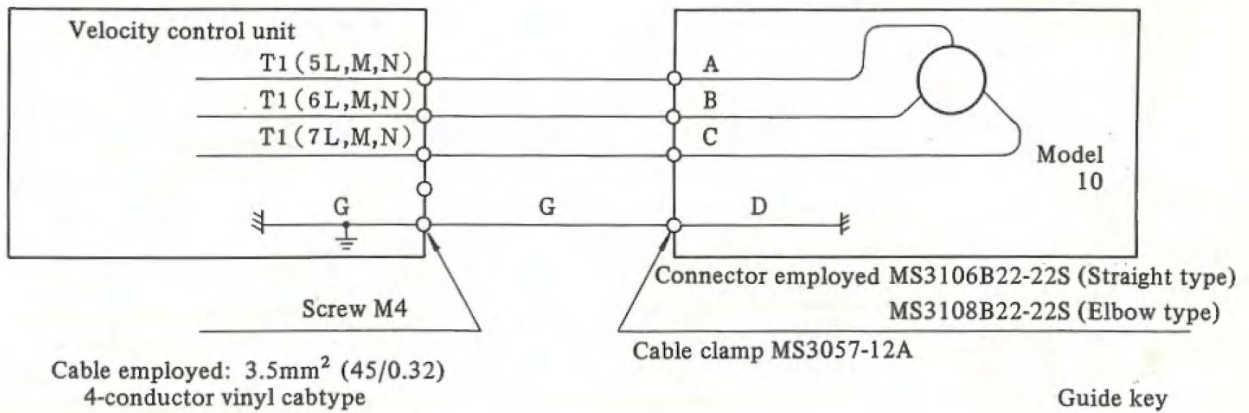 Velocity control unit
T1(5L,M,N)
A
T1(6L,M,N)
B
T1(7L,M,N)
C
Model
10
G
G
D
Connector employed MS3106B22-22S (Straight type)
Screw M4
MS3108B22-22S (Elbow type)
Cable clamp MS3057-12A
Cable employed: 3.5mm² (45/0.32)
4-conductor vinyl cabtype
Guide key